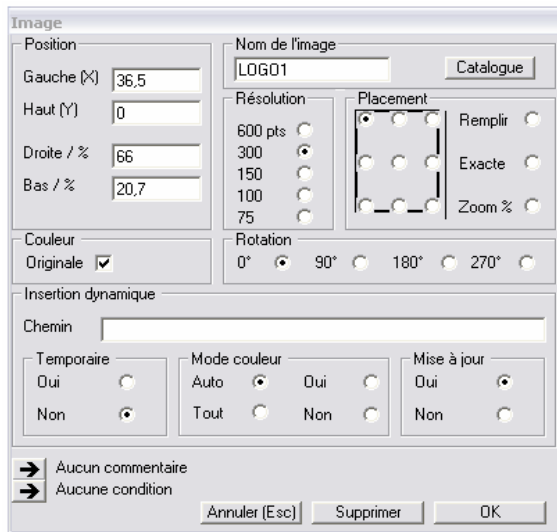 Image
Position
Gauche (X) 36,5
Haut (Y) 0
Droite / % 66
Bas / % 20,7
Nom de l'image
LOGO1 Catalogue
Résolution
600 pts
300
150
100
75
Placement
Remplir
Exacte
Zoom %
Couleur
Originale
Rotation
0° 90° 180° 270°
Insertion dynamique
Chemin
Temporaire
Oui
Non
Mode couleur
Auto Oui
Tout Non
Mise à jour
Oui
Non
Aucun commentaire
Aucune condition
Annuler (Esc) Supprimer OK